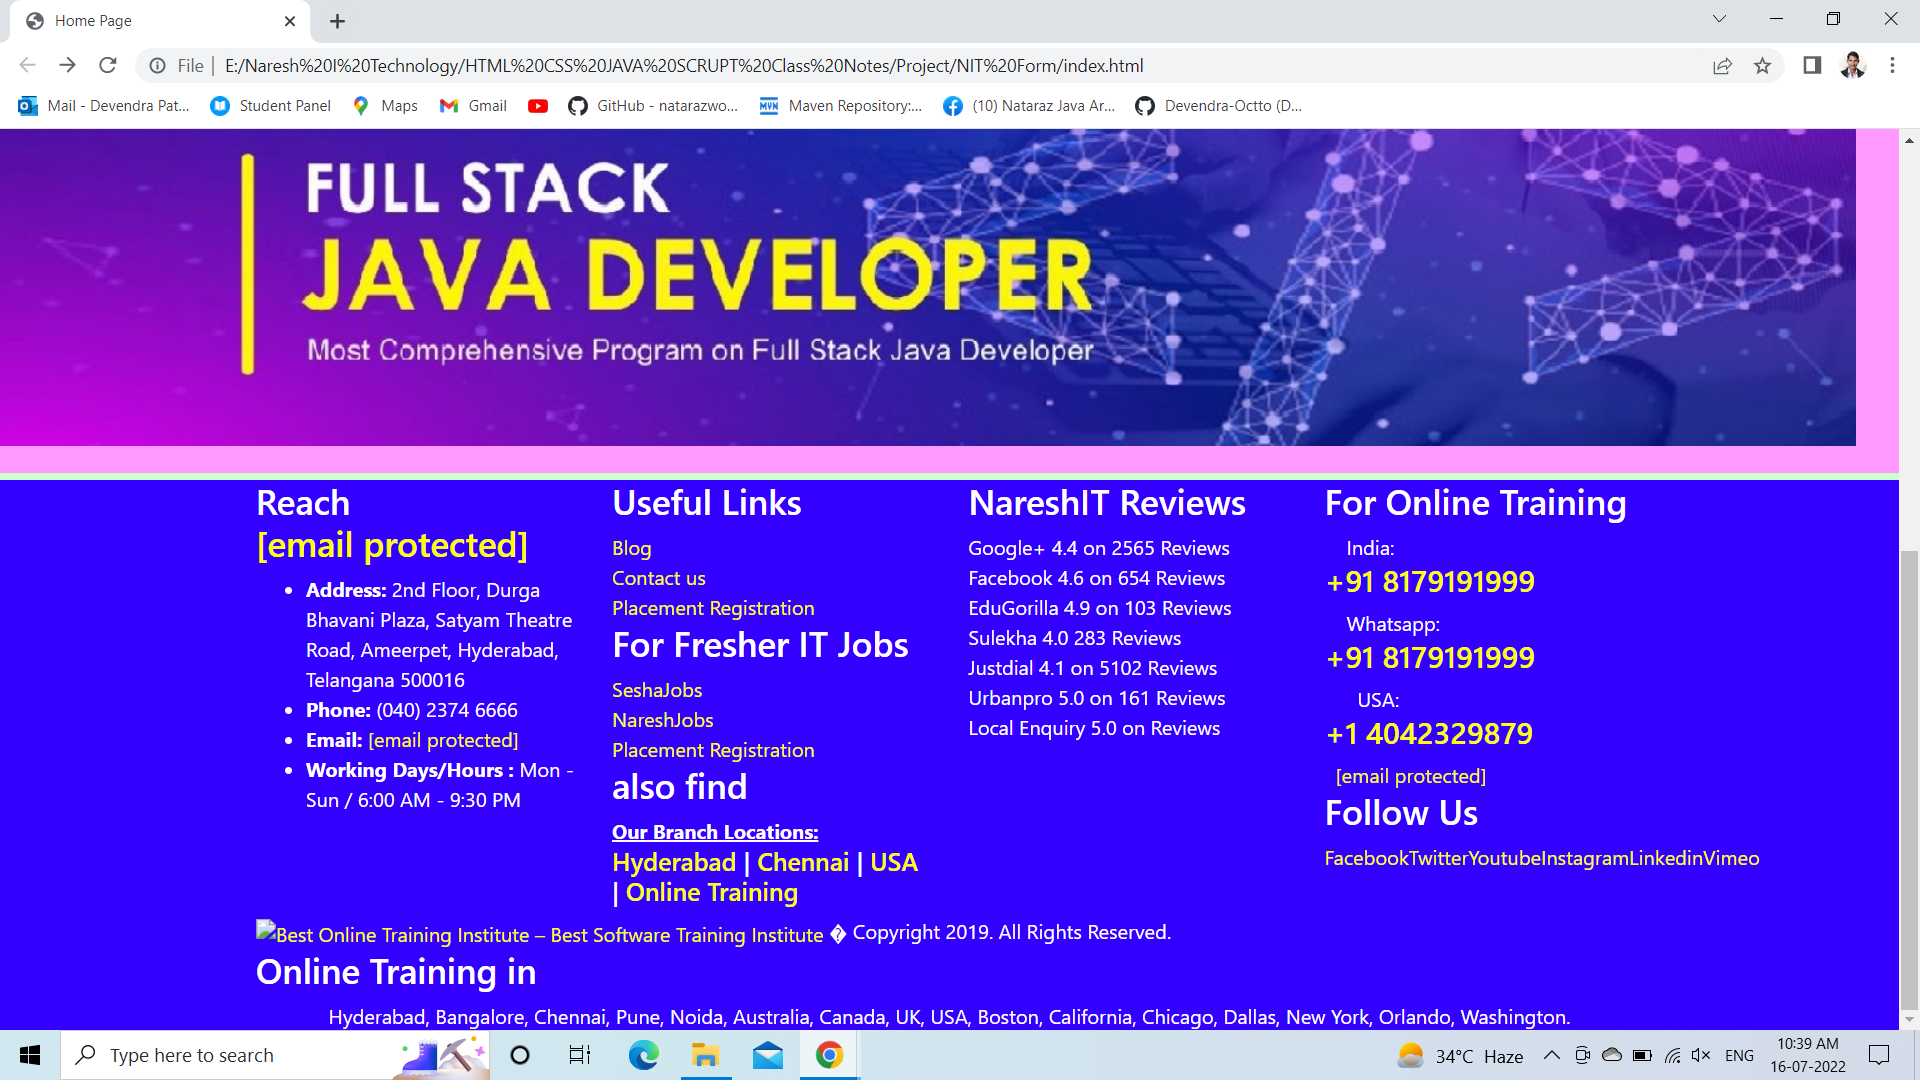 Home Page
File | E:/Naresh%20I%20Technology/HTML%20CSS%20JAVA%20SCRUPT%20Class%20Notes/Project/NIT%20Form/index.html
Mail - Devendra Pat... Student Panel Maps Gmail GitHub - natarazwo... MVN Maven Repository:... (10) Nataraz Java Ar... Devendra-Octto (D...
FULL STACK
JAVA DEVELOPER
Most Comprehensive Program on Full Stack Java Developer
Reach
[email protected]
• Address: 2nd Floor, Durga
Bhavani Plaza, Satyam Theatre
Road, Ameerpet, Hyderabad,
Telangana 500016
• Phone: (040) 2374 6666
• Email: [email protected]
• Working Days/Hours : Mon -
Sun / 6:00 AM - 9:30 PM
Useful Links
Blog
Contact us
Placement Registration
For Fresher IT Jobs
SeshaJobs
NareshJobs
Placement Registration
also find
Our Branch Locations:
Hyderabad | Chennai | USA
| Online Training
NareshIT Reviews
Google+ 4.4 on 2565 Reviews
Facebook 4.6 on 654 Reviews
EduGorilla 4.9 on 103 Reviews
Sulekha 4.0 283 Reviews
Justdial 4.1 on 5102 Reviews
Urbanpro 5.0 on 161 Reviews
Local Enquiry 5.0 on Reviews
For Online Training
India:
+91 8179191999
Whatsapp:
+91 8179191999
USA:
+1 4042329879
[email protected]
Follow Us
FacebookTwitterYoutubeInstagramLinkedinVimeo
Best Online Training Institute – Best Software Training Institute � Copyright 2019. All Rights Reserved.
Online Training in
Hyderabad, Bangalore, Chennai, Pune, Noida, Australia, Canada, UK, USA, Boston, California, Chicago, Dallas, New York, Orlando, Washington.
Type here to search
34°C Haze
ENG
10:39 AM
16-07-2022